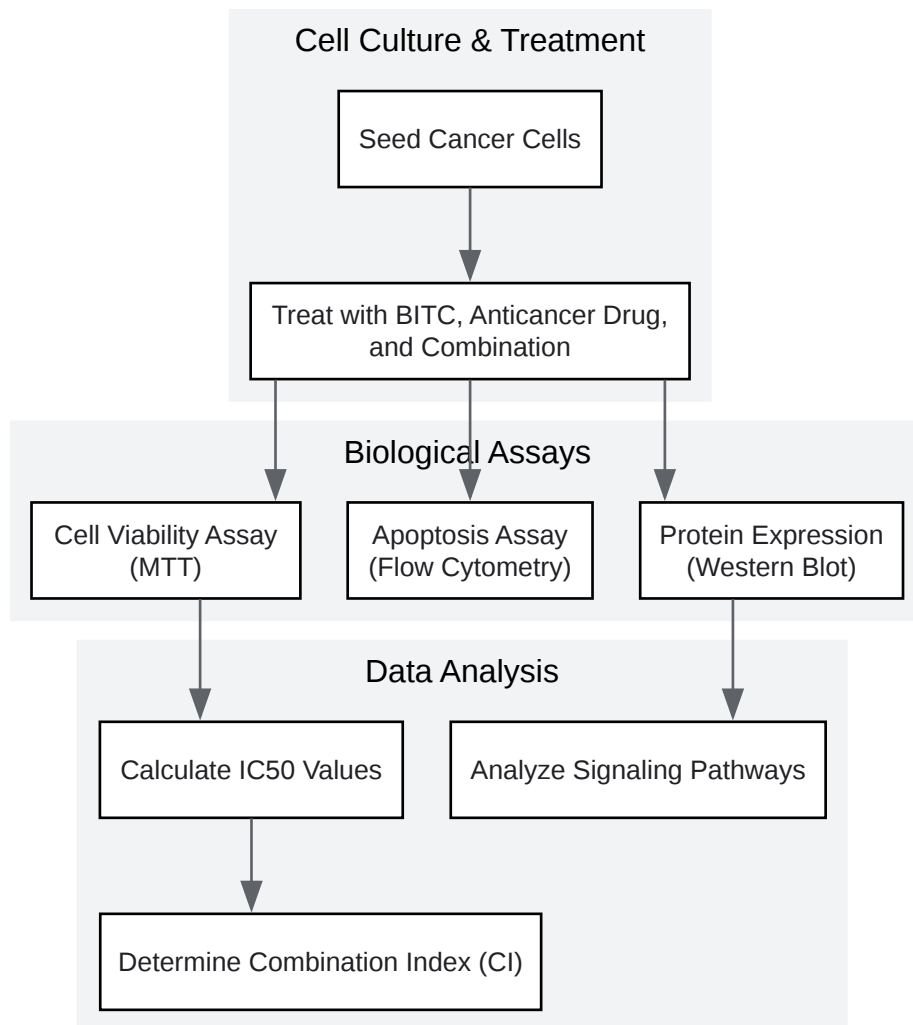 Cell Culture & Treatment
Seed Cancer Cells
Treat with BITC, Anticancer Drug,
and Combination
Biological Assays
Cell Viability Assay
(MTT)
Apoptosis Assay
(Flow Cytometry)
Protein Expression
(Western Blot)
Data Analysis
Calculate IC50 Values
Analyze Signaling Pathways
Determine Combination Index (CI)